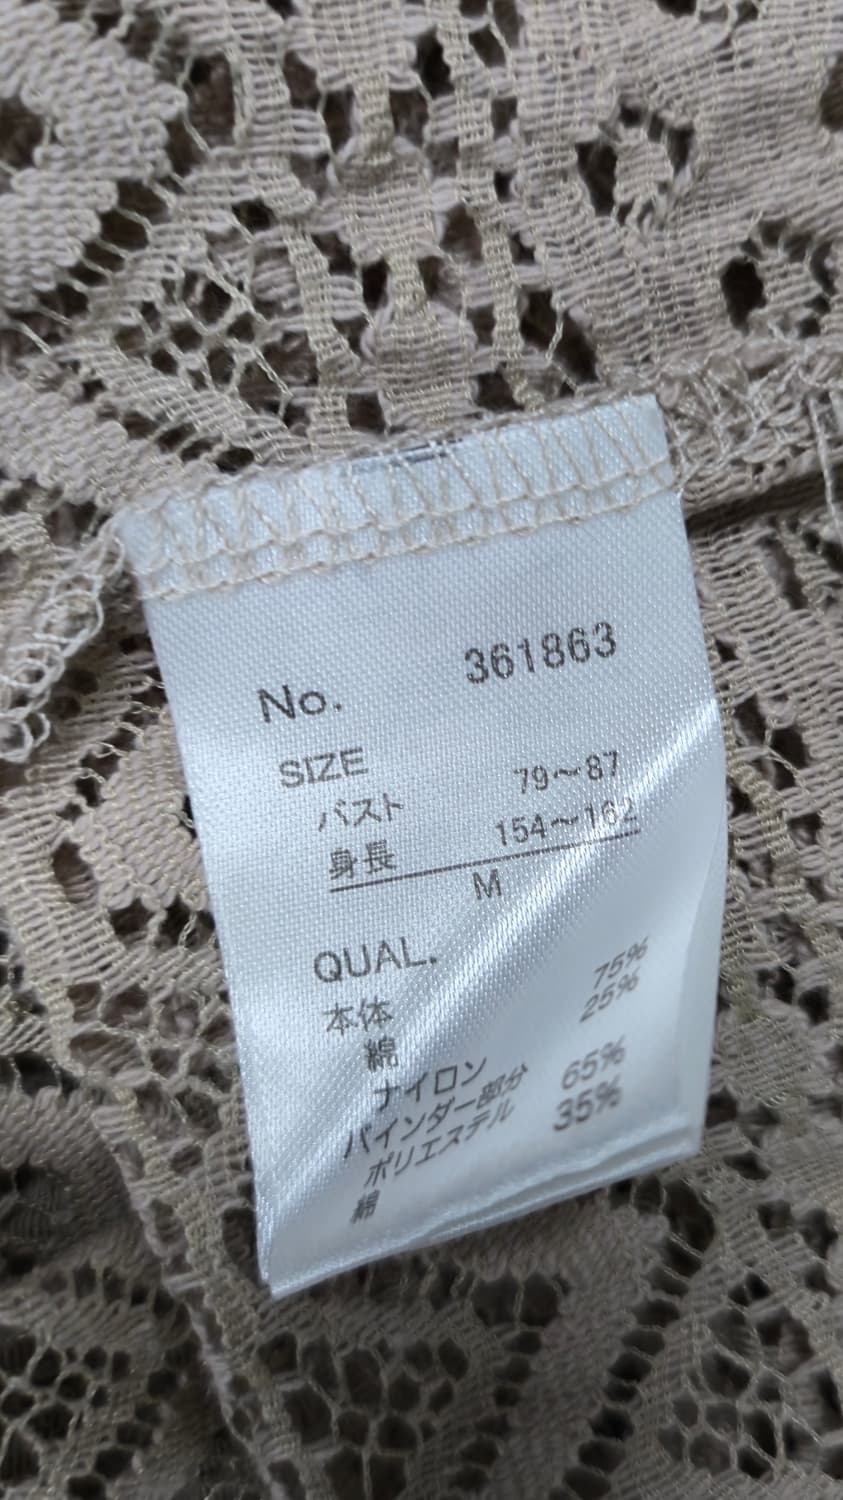 No. 361863
SIZE
バスト 79～87
身長 154～162
M
QUAL.
本体
綿 75%
ナイロン 25%
バインダー部分
ポリエステル 65%
綿 35%